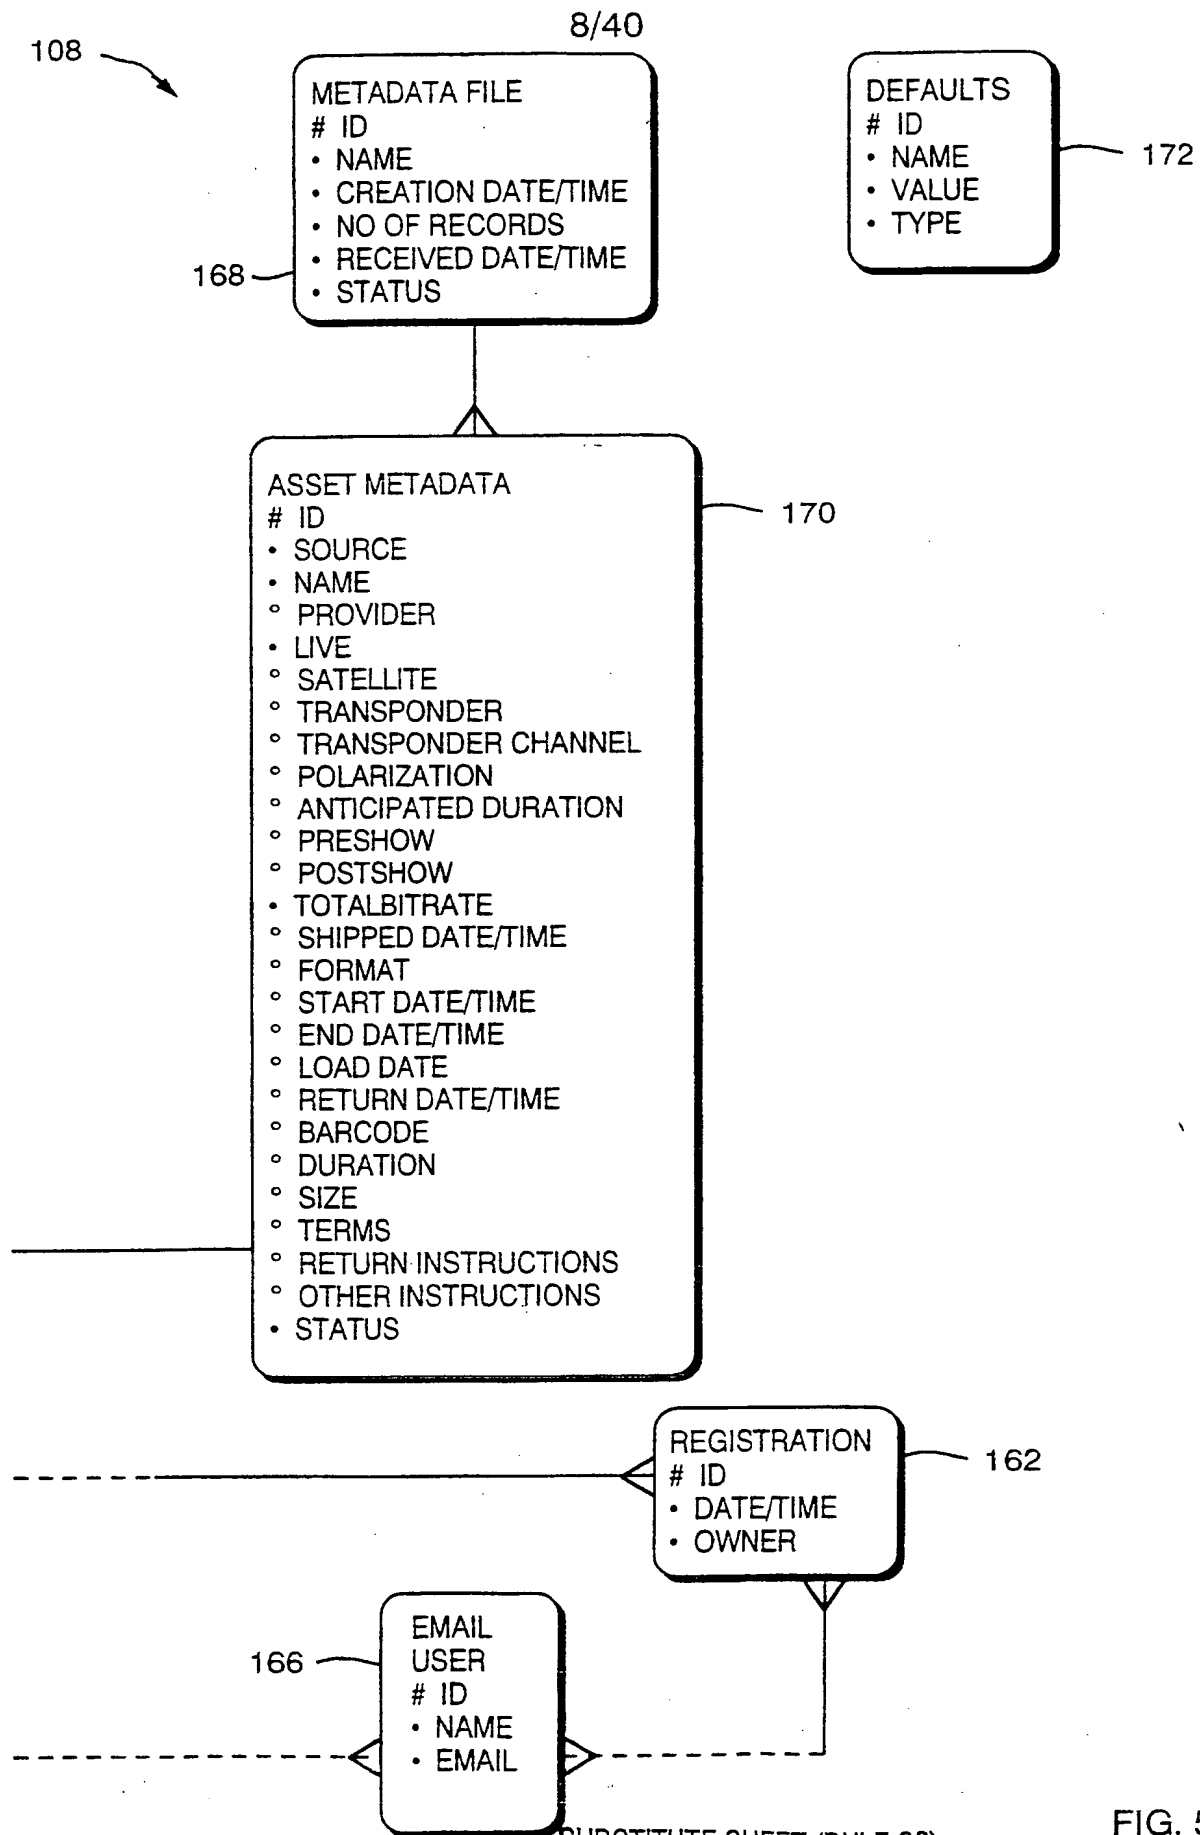 8/40
108
METADATA FILE
# ID
• NAME
• CREATION DATE/TIME
• NO OF RECORDS
• RECEIVED DATE/TIME
• STATUS
168
DEFAULTS
# ID
• NAME
• VALUE
• TYPE
172
ASSET METADATA
# ID
• SOURCE
• NAME
° PROVIDER
• LIVE
° SATELLITE
° TRANSPONDER
° TRANSPONDER CHANNEL
° POLARIZATION
° ANTICIPATED DURATION
° PRESHOW
° POSTSHOW
• TOTALBITRATE
° SHIPPED DATE/TIME
° FORMAT
° START DATE/TIME
° END DATE/TIME
° LOAD DATE
° RETURN DATE/TIME
° BARCODE
° DURATION
° SIZE
° TERMS
° RETURN INSTRUCTIONS
° OTHER INSTRUCTIONS
• STATUS
170
REGISTRATION
# ID
• DATE/TIME
• OWNER
162
EMAIL
USER
# ID
• NAME
• EMAIL
166
FIG. 5